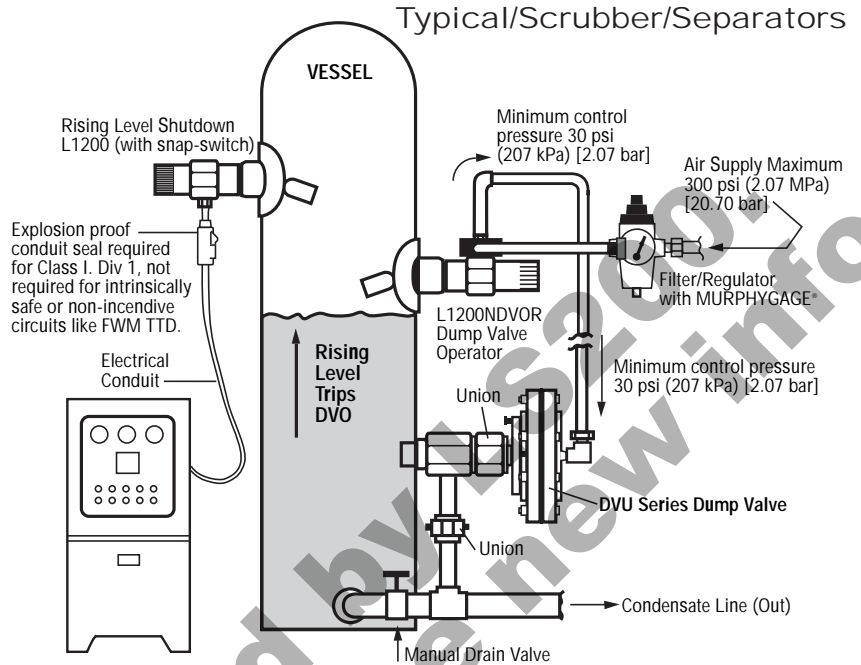 Typical/Scrubber/Separators
VESSEL
Rising Level Shutdown
L1200 (with snap-switch)
Minimum control
pressure 30 psi
(207 kPa) [2.07 bar]
Air Supply Maximum
300 psi (2.07 MPa)
[20.70 bar]
Explosion proof
conduit seal required
for Class I. Div 1, not
required for intrinsically
safe or non-incendive
circuits like FWM TTD.
Filter/Regulator
with MURPHYGAGE®
L1200NDVOR
Dump Valve
Operator
Rising
Level
Trips
DVO
Electrical
Conduit
Minimum control pressure
30 psi (207 kPa) [2.07 bar]
Union
DVU Series Dump Valve
Union
Condensate Line (Out)
Manual Drain Valve
d by LS200.
e new info